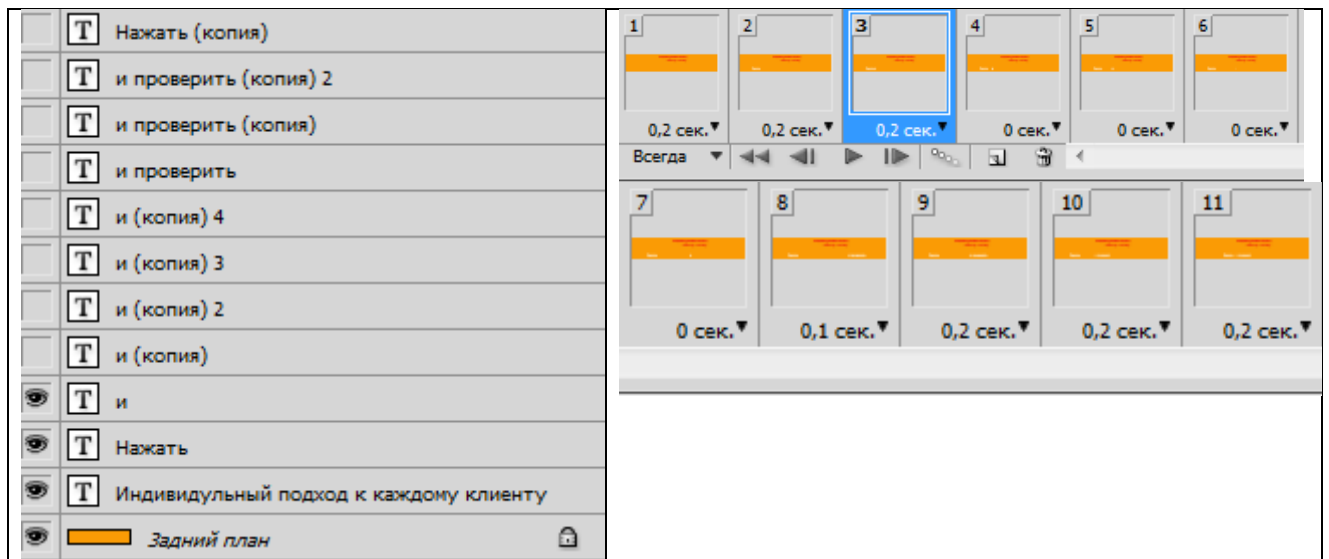 Нажать (копия)
и проверить (копия) 2
и проверить (копия)
и проверить
и (копия) 4
и (копия) 3
и (копия) 2
и (копия)
и
Нажать
Индивидульный подход к каждому клиенту
Задний план
1 2 3 4 5 6
0,2 сек. 0,2 сек. 0,2 сек. 0 сек. 0 сек. 0 сек.
Всегда
7 8 9 10 11
0 сек. 0,1 сек. 0,2 сек. 0,2 сек. 0,2 сек.